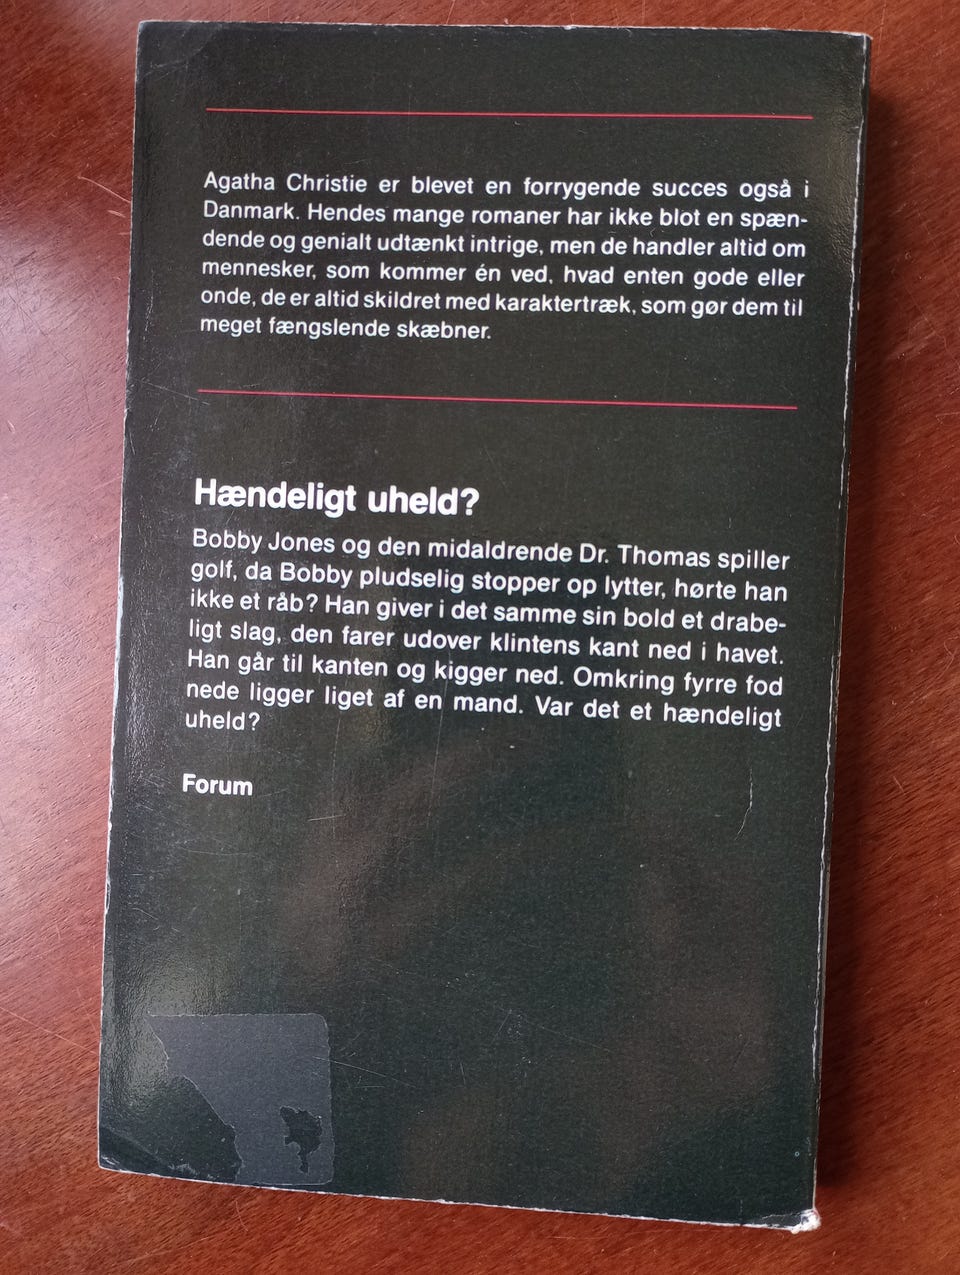 Agatha Christie er blevet en forrygende succes også i
Danmark. Hendes mange romaner har ikke blot en spæn-
dende og genialt udtænkt intrige, men de handler altid om
mennesker, som kommer én ved, hvad enten gode eller
onde, de er altid skildret med karaktertræk, som gør dem til
meget fængslende skæbner.
Hændeligt uheld?
Bobby Jones og den midaldrende Dr. Thomas spiller
golf, da Bobby pludselig stopper op lytter, hørte han
ikke et råb? Han giver i det samme sin bold et drabe-
ligt slag, den farer udover klintens kant ned i havet.
Han går til kanten og kigger ned. Omkring fyrre fod
nede ligger liget af en mand. Var det et hændeligt
uheld?
Forum